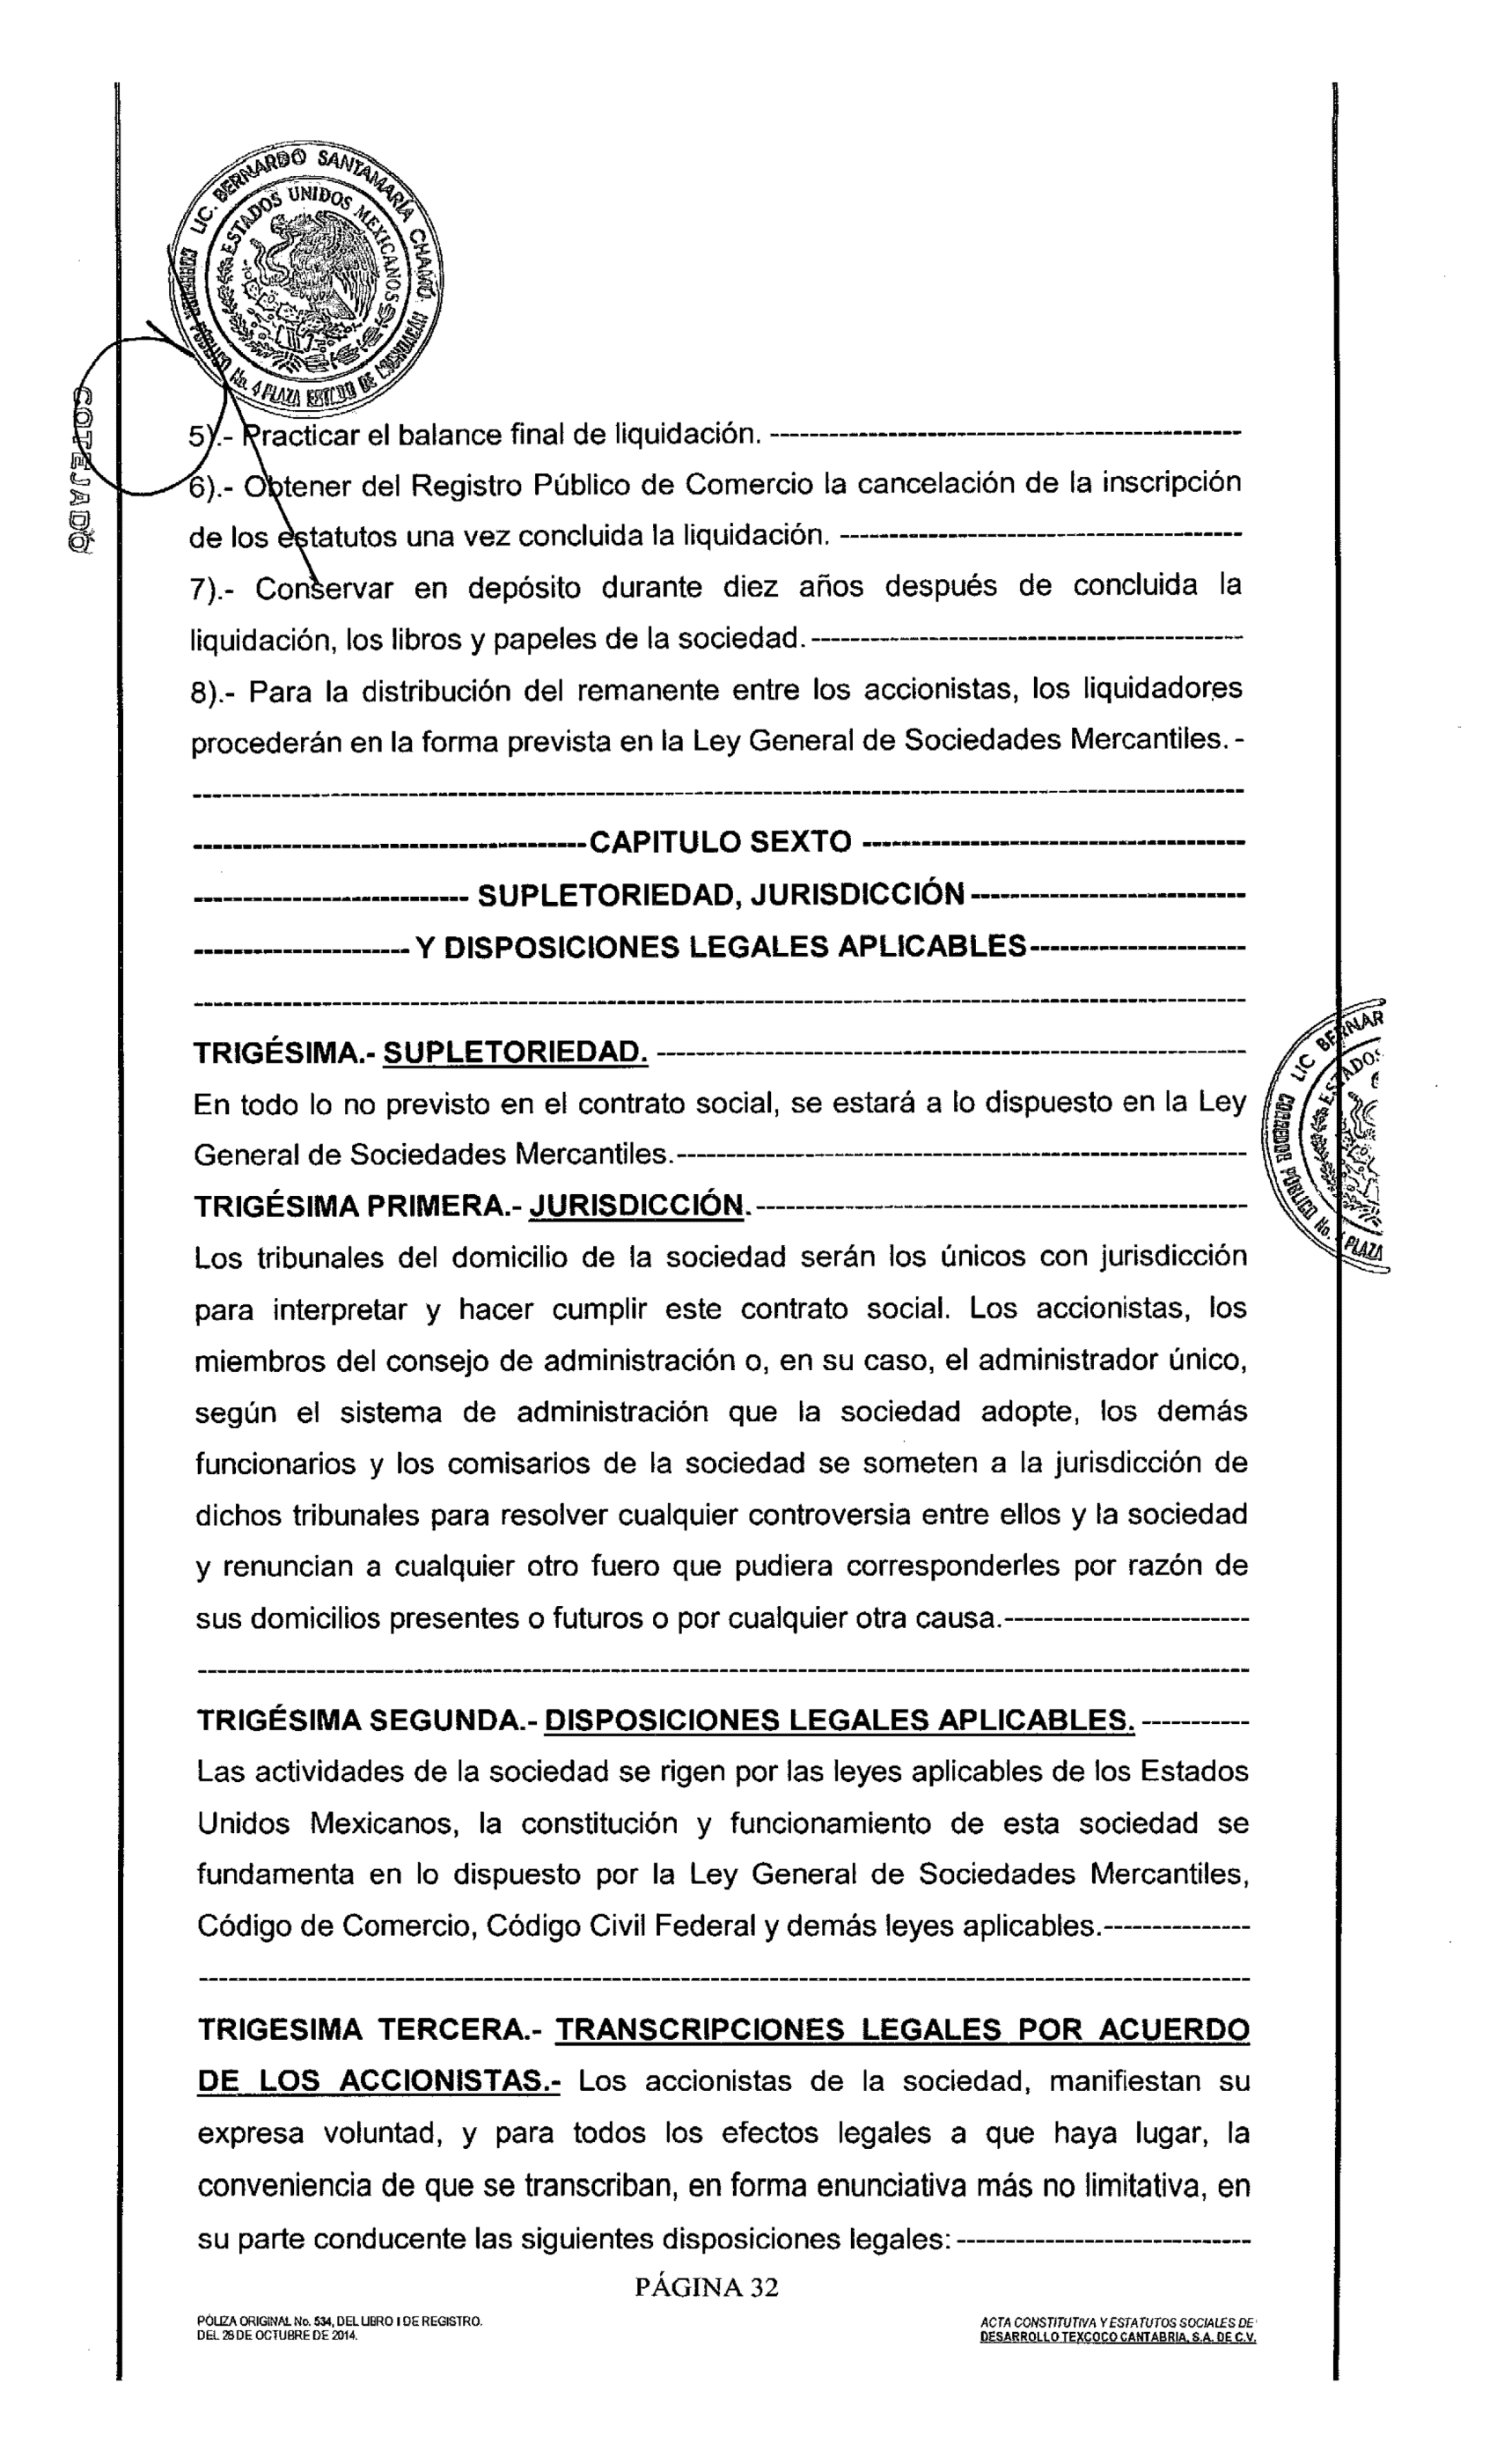 LIC. BERNARDO SANTAMARÍA CHAMÚ
ESTADOS UNIDOS MEXICANOS
PÚBLICO No. 4 PLAZA ESTADO DE
COTEJADO
5).- Practicar el balance final de liquidación. ------------------------------------------------
6).- Obtener del Registro Público de Comercio la cancelación de la inscripción
de los estatutos una vez concluida la liquidación. -----------------------------------------
7).- Conservar en depósito durante diez años después de concluida la
liquidación, los libros y papeles de la sociedad.--------------------------------------------
8).- Para la distribución del remanente entre los accionistas, los liquidadores
procederán en la forma prevista en la Ley General de Sociedades Mercantiles. -
-----------------------------------------------------------------------------------------------------------
----------------------------------------CAPITULO SEXTO ---------------------------------------
---------------------------- SUPLETORIEDAD, JURISDICCIÓN ----------------------------
----------------------Y DISPOSICIONES LEGALES APLICABLES----------------------
-----------------------------------------------------------------------------------------------------------
TRIGÉSIMA.- SUPLETORIEDAD. ------------------------------------------------------------
En todo lo no previsto en el contrato social, se estará a lo dispuesto en la Ley
General de Sociedades Mercantiles.----------------------------------------------------------
TRIGÉSIMA PRIMERA.- JURISDICCIÓN.--------------------------------------------------
Los tribunales del domicilio de la sociedad serán los únicos con jurisdicción
para interpretar y hacer cumplir este contrato social. Los accionistas, los
miembros del consejo de administración o, en su caso, el administrador único,
según el sistema de administración que la sociedad adopte, los demás
funcionarios y los comisarios de la sociedad se someten a la jurisdicción de
dichos tribunales para resolver cualquier controversia entre ellos y la sociedad
y renuncian a cualquier otro fuero que pudiera corresponderles por razón de
sus domicilios presentes o futuros o por cualquier otra causa.-------------------------
-----------------------------------------------------------------------------------------------------------
TRIGÉSIMA SEGUNDA.- DISPOSICIONES LEGALES APLICABLES. -----------
Las actividades de la sociedad se rigen por las leyes aplicables de los Estados
Unidos Mexicanos, la constitución y funcionamiento de esta sociedad se
fundamenta en lo dispuesto por la Ley General de Sociedades Mercantiles,
Código de Comercio, Código Civil Federal y demás leyes aplicables.---------------
-----------------------------------------------------------------------------------------------------------
TRIGESIMA TERCERA.- TRANSCRIPCIONES LEGALES POR ACUERDO
DE LOS ACCIONISTAS.- Los accionistas de la sociedad, manifiestan su
expresa voluntad, y para todos los efectos legales a que haya lugar, la
conveniencia de que se transcriban, en forma enunciativa más no limitativa, en
su parte conducente las siguientes disposiciones legales: ------------------------------
LIC BERNAR
CORREDOR PÚBLICO No. 4 PLAZA
PÁGINA 32
PÓLIZA ORIGINAL No. 534, DEL LIBRO I DE REGISTRO.
DEL 28 DE OCTUBRE DE 2014.
ACTA CONSTITUTIVA Y ESTATUTOS SOCIALES DE
DESARROLLO TEXCOCO CANTABRIA, S.A. DE C.V.